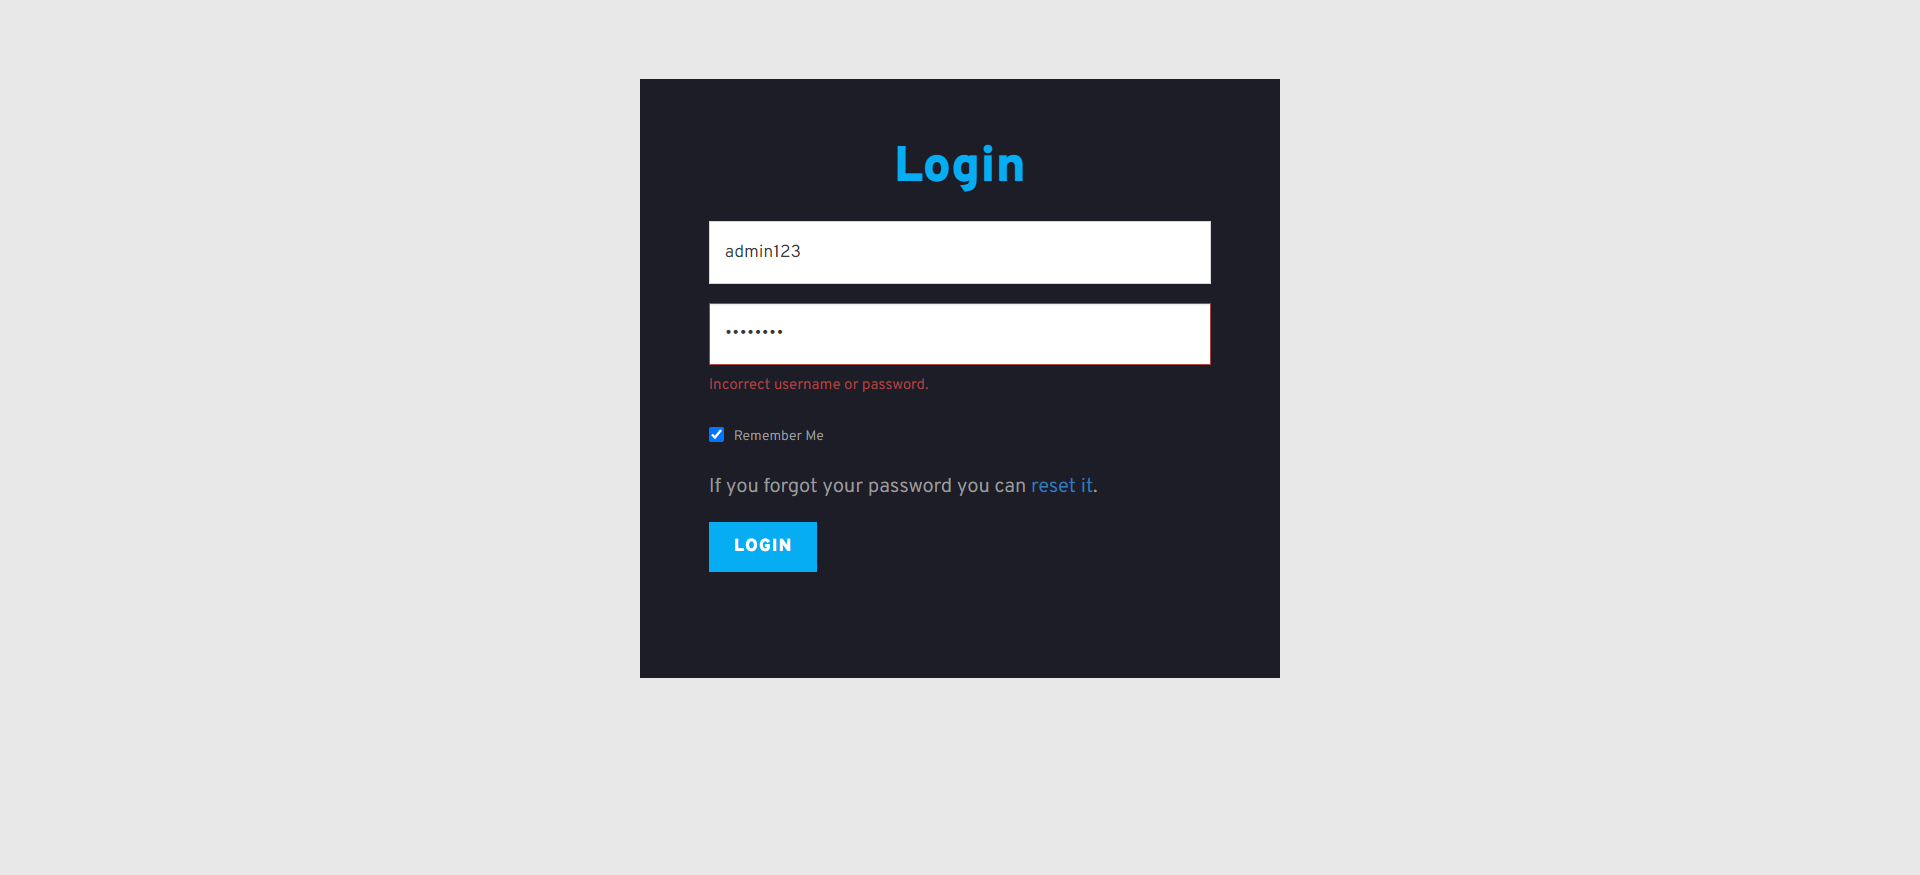 Login
admin123
••••••••
Incorrect username or password.
Remember Me
If you forgot your password you can reset it.
LOGIN